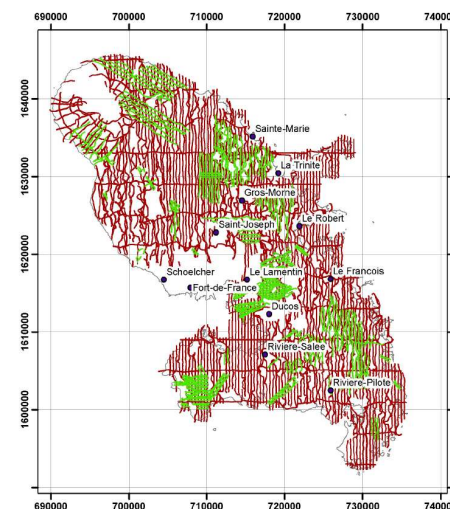 690000 700000 710000 720000 730000 74000
1640000
Sainte-Marie
La Trinite
1630000
Gros-Morne
Le Robert
Saint-Joseph
1620000
Schoelcher
Le Lamentin
Le Francois
Fort-de-France
Ducos
1610000
Riviere-Salee
Riviere-Pilote
1600000
690000 700000 710000 720000 730000 74000